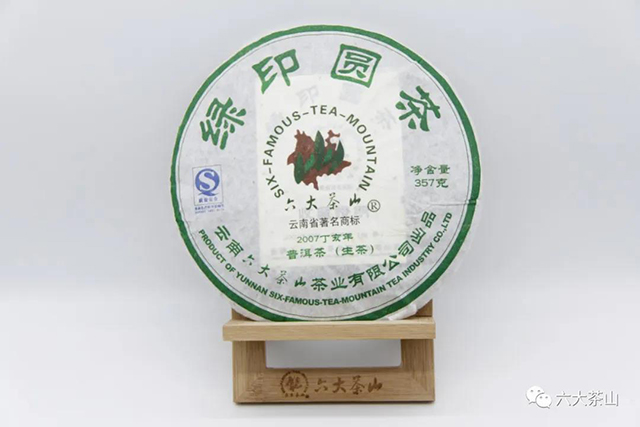 绿印圆茶
SIX-FAMOUS-TEA-MOUNTAIN
六大茶山®
云南省著名商标
2007丁亥年
普洱茶（生茶）
净含量
357克
云南六大茶山茶业有限公司出品
PRODUCT OF YUNNAN SIX-FAMOUS-TEA-MOUNTAIN TEA INDUSTRY CO.,LTD
六大茶山
六大茶山